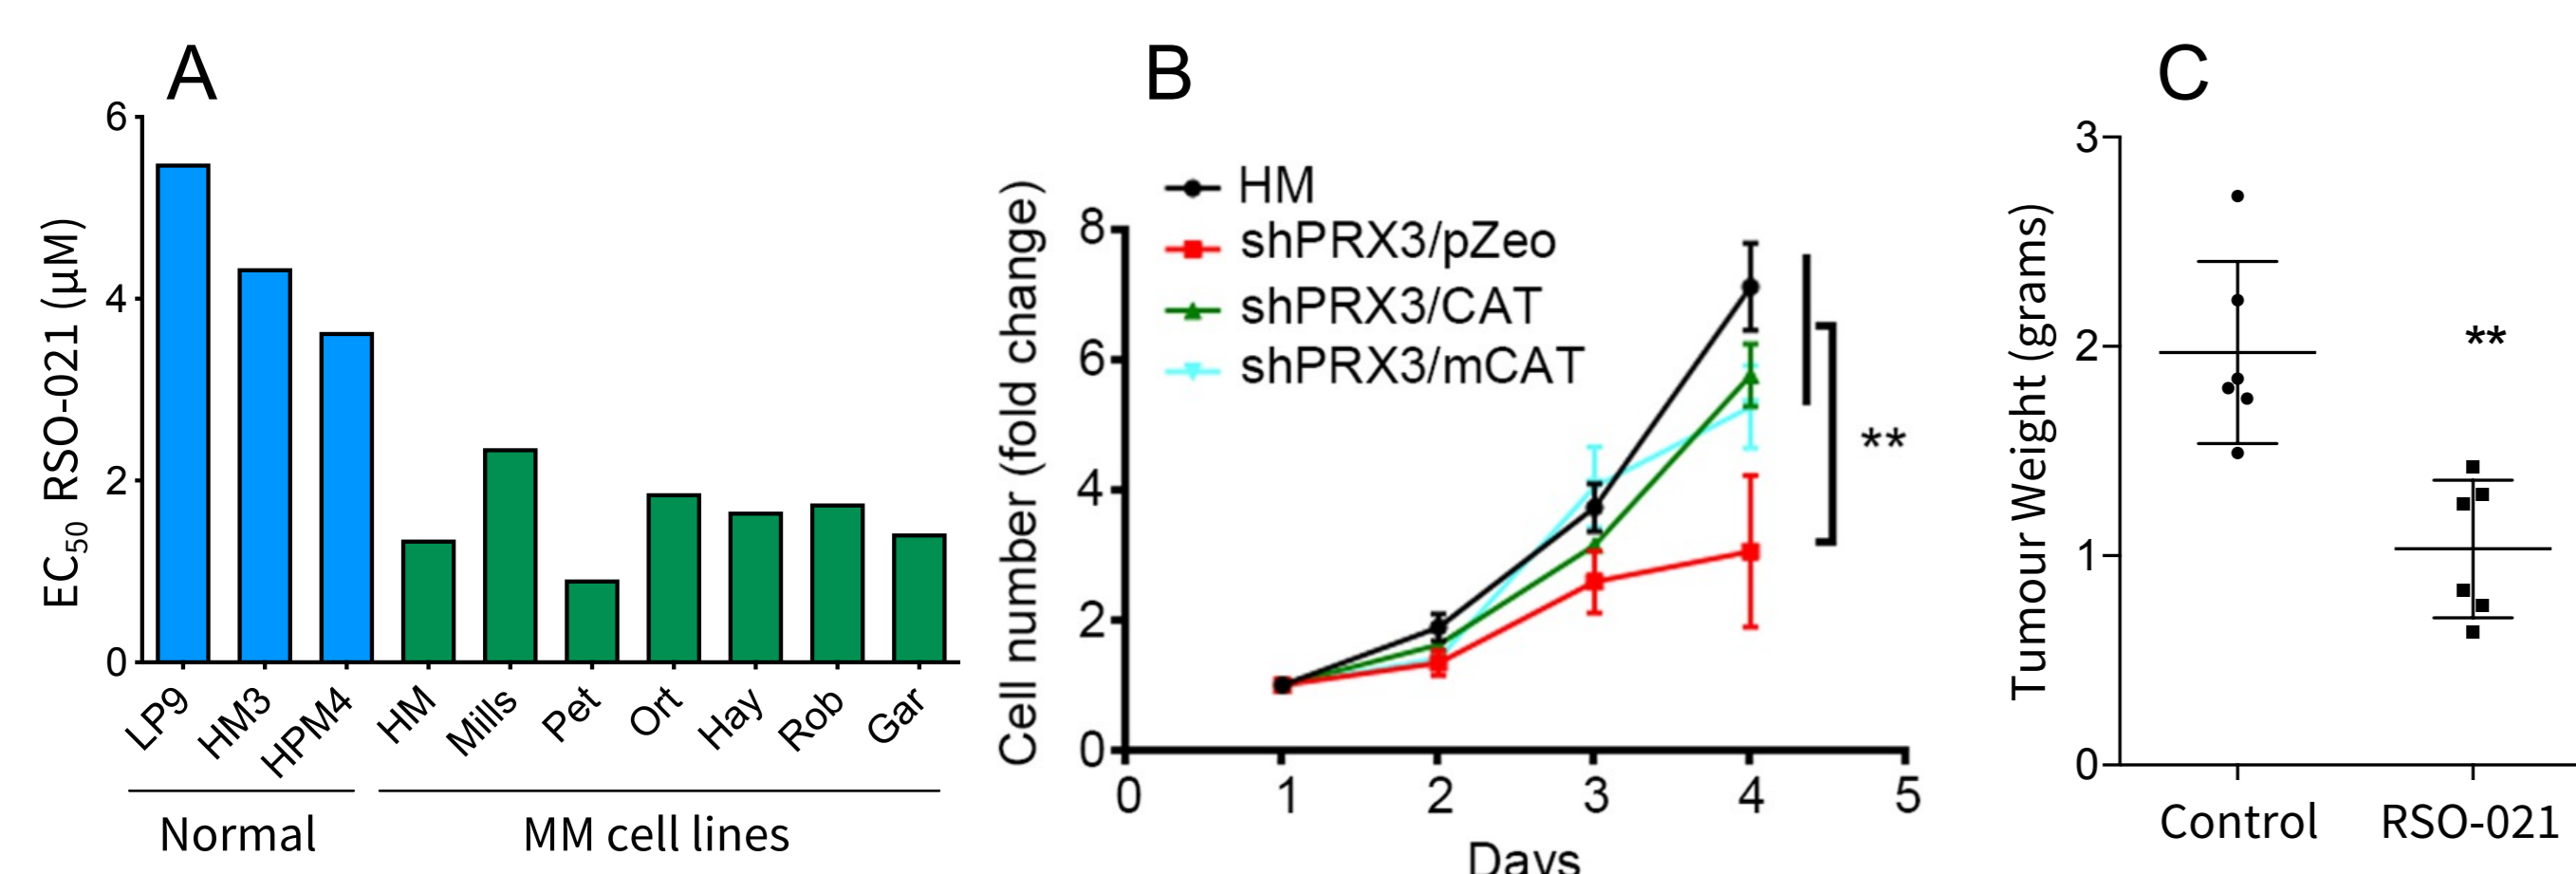 A
6
4
2
0
EC50 RSO-021 (µM)
LP9
HM3
HPM4
HM
Mills
Pet
Ort
Hay
Rob
Gar
Normal
MM cell lines
B
HM
shPRX3/pZeo
shPRX3/CAT
shPRX3/mCAT
8
6
4
2
0
Cell number (fold change)
**
0 1 2 3 4 5
Days
C
3
2
1
0
Tumour Weight (grams)
**
Control RSO-021